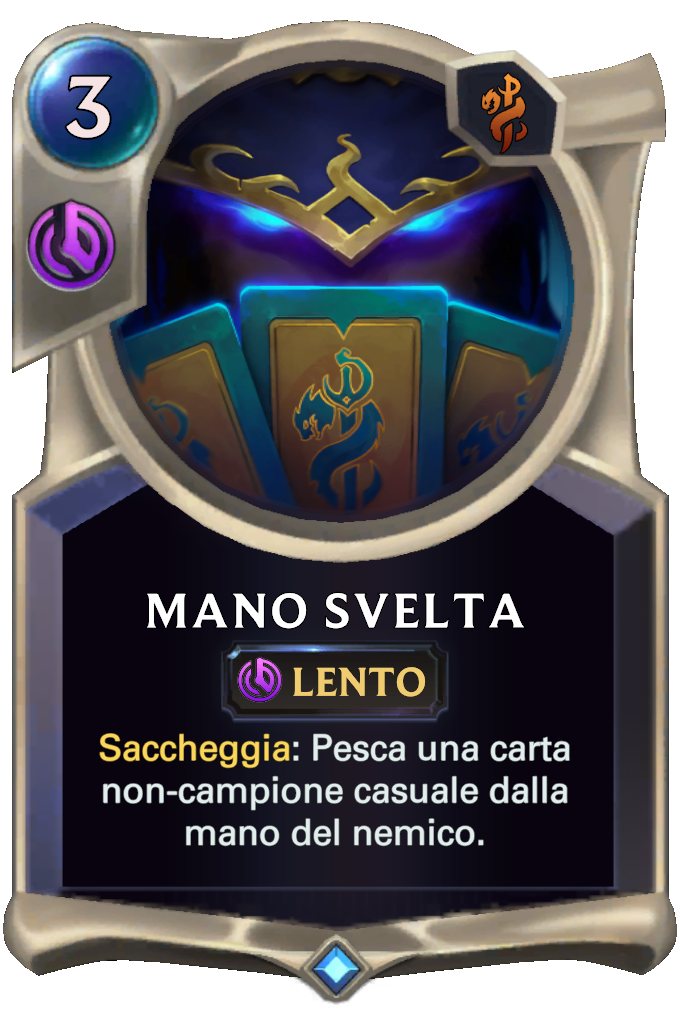 3
MANO SVELTA
LENTO
Saccheggia: Pesca una carta
non-campione casuale dalla
mano del nemico.